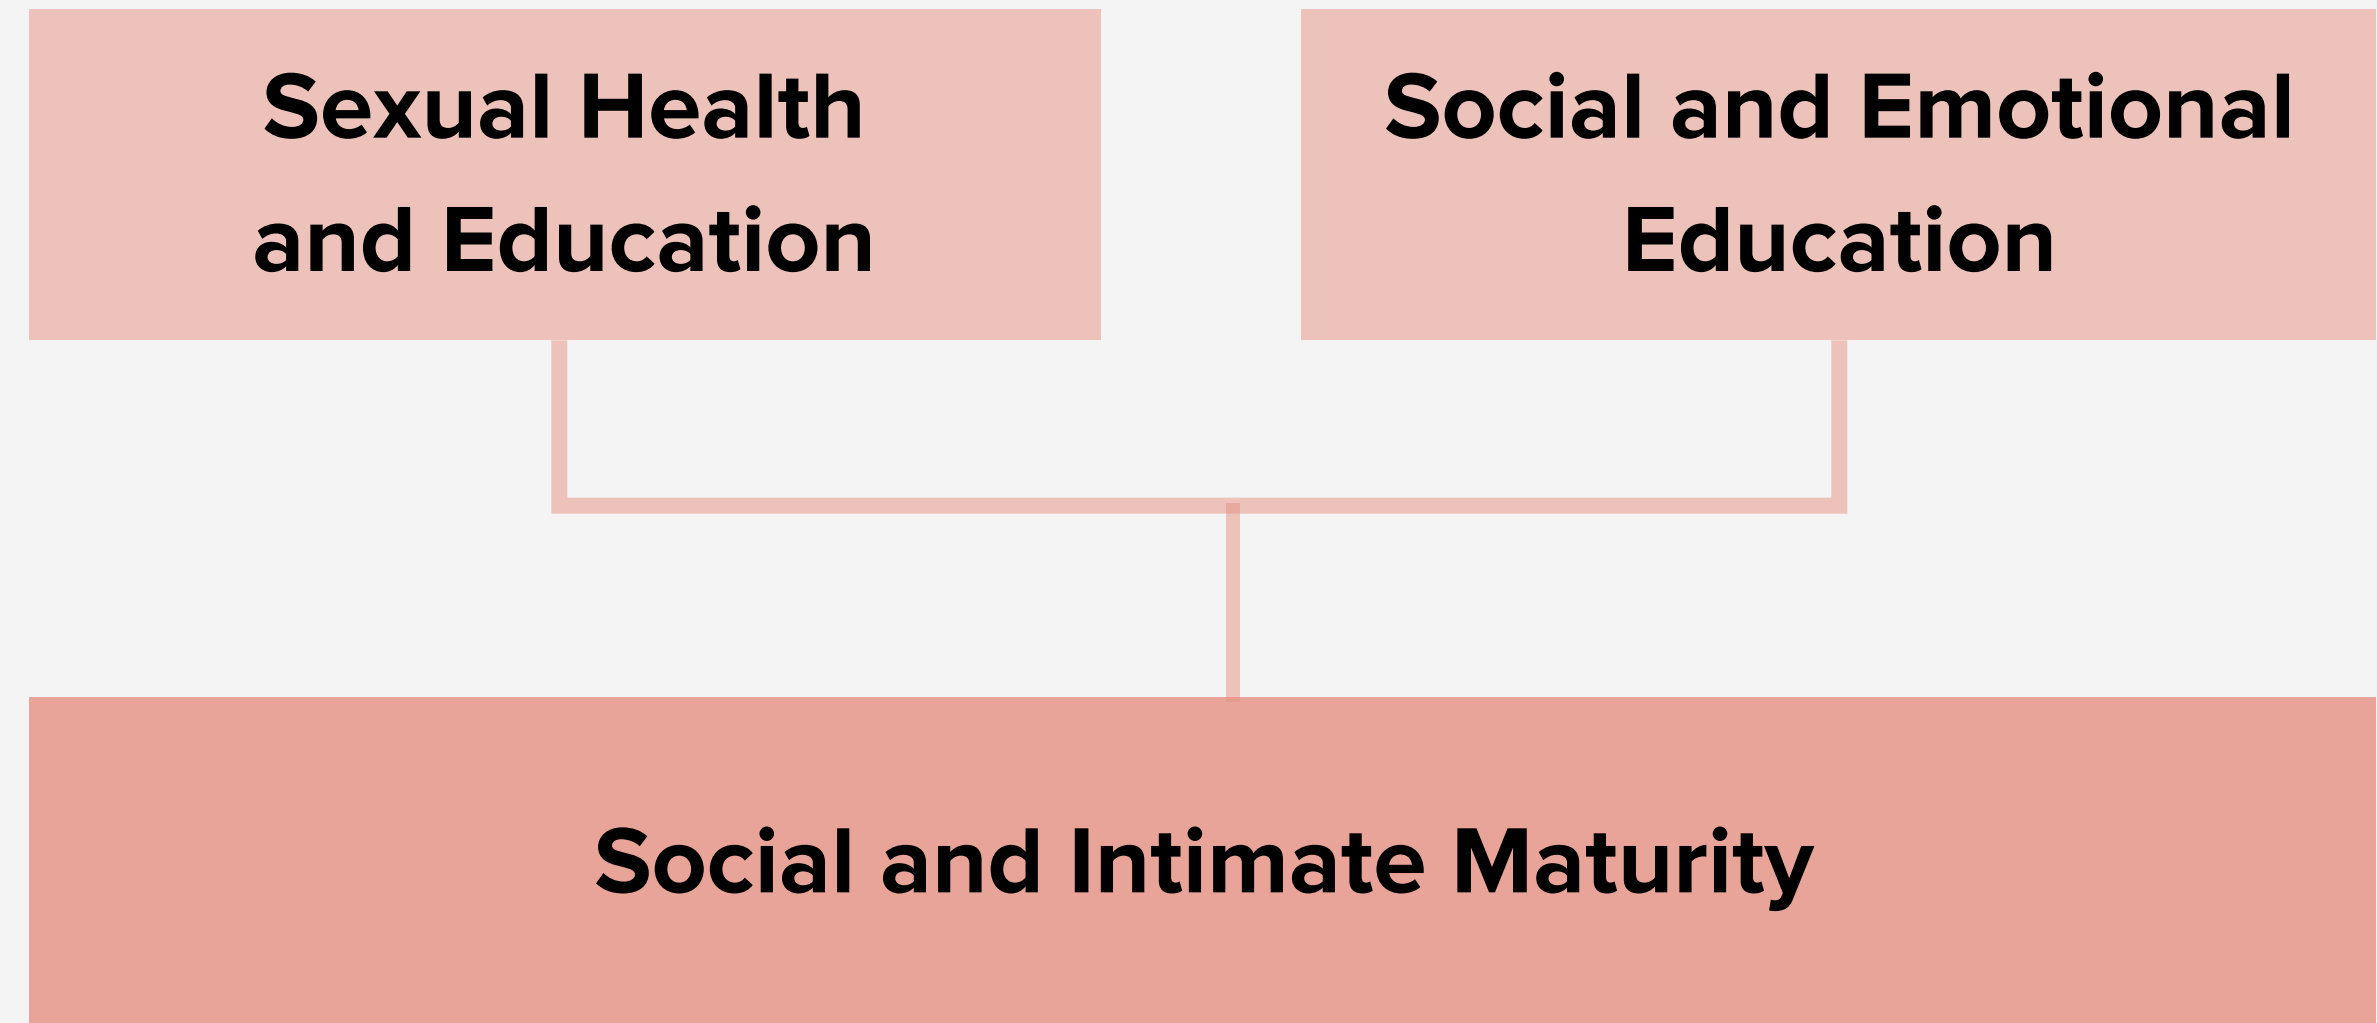 Sexual Health
and Education
Social and Emotional
Education
Social and Intimate Maturity